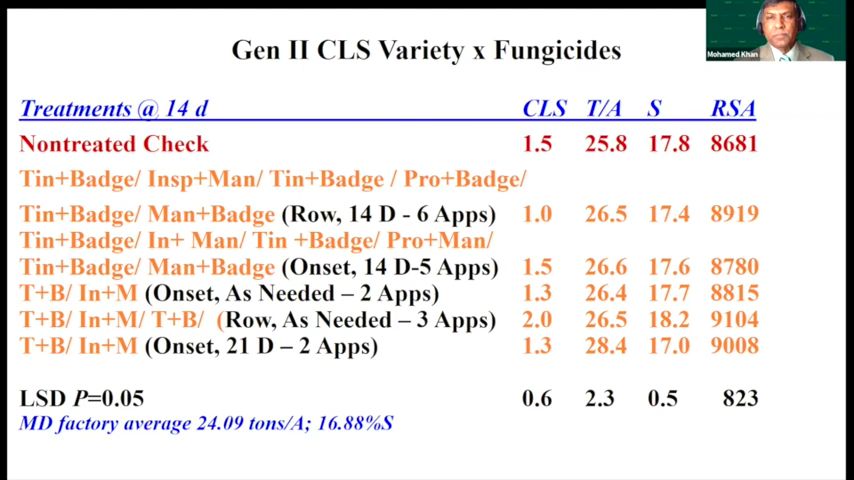 Mohamed Khan
Gen II CLS Variety x Fungicides
Treatments @ 14 d CLS T/A S RSA
Nontreated Check 1.5 25.8 17.8 8681
Tin+Badge/ Insp+Man/ Tin+Badge / Pro+Badge/
Tin+Badge/ Man+Badge (Row, 14 D - 6 Apps) 1.0 26.5 17.4 8919
Tin+Badge/ In+ Man/ Tin +Badge/ Pro+Man/
Tin+Badge/ Man+Badge (Onset, 14 D-5 Apps) 1.5 26.6 17.6 8780
T+B/ In+M (Onset, As Needed – 2 Apps) 1.3 26.4 17.7 8815
T+B/ In+M/ T+B/ (Row, As Needed – 3 Apps) 2.0 26.5 18.2 9104
T+B/ In+M (Onset, 21 D – 2 Apps) 1.3 28.4 17.0 9008
LSD P=0.05 0.6 2.3 0.5 823
MD factory average 24.09 tons/A; 16.88%S